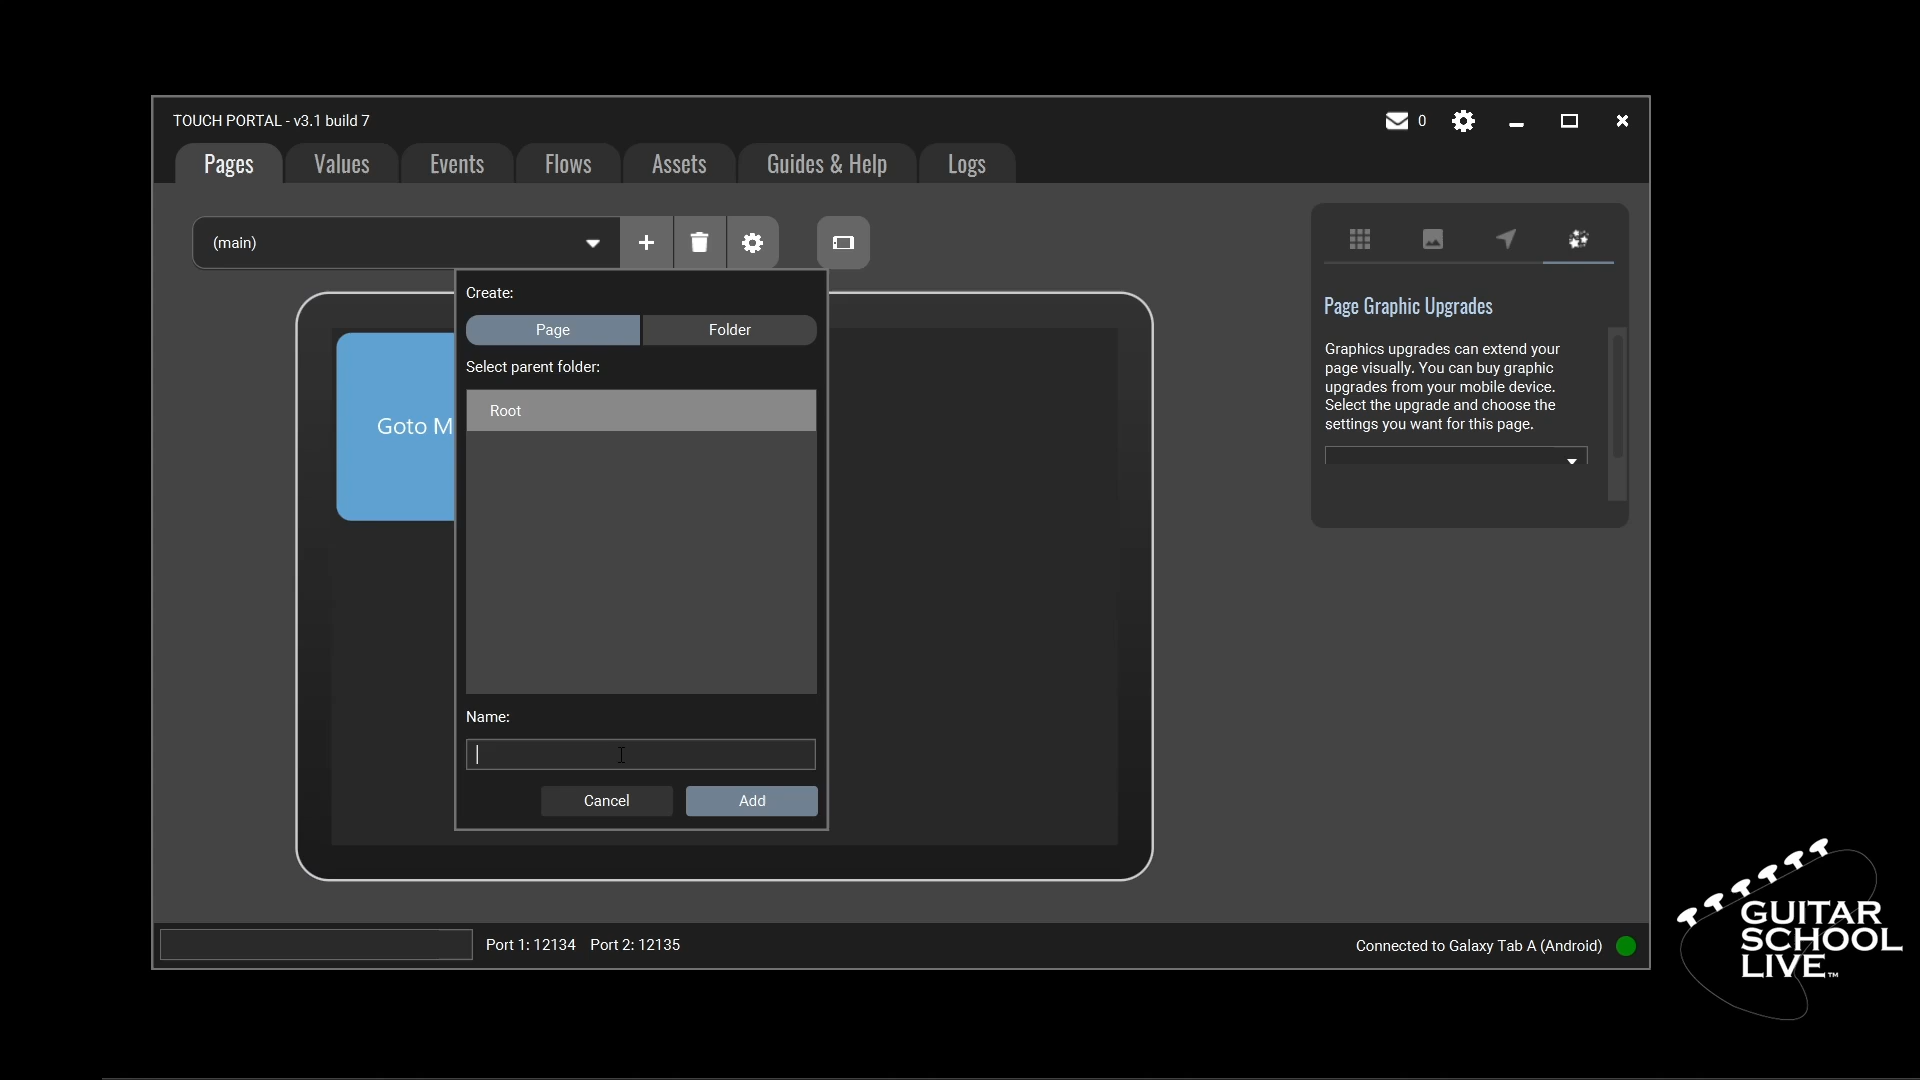 TOUCH PORTAL - v3.1 build 7
0
Pages
Values
Events
Flows
Assets
Guides & Help
Logs
(main)
Create:
Page
Folder
Select parent folder:
Root
Goto M
Name:
Cancel
Add
Page Graphic Upgrades
Graphics upgrades can extend your
page visually. You can buy graphic
upgrades from your mobile device.
Select the upgrade and choose the
settings you want for this page.
Port 1: 12134 Port 2: 12135
Connected to Galaxy Tab A (Android)
GUITAR
SCHOOL
LIVE™